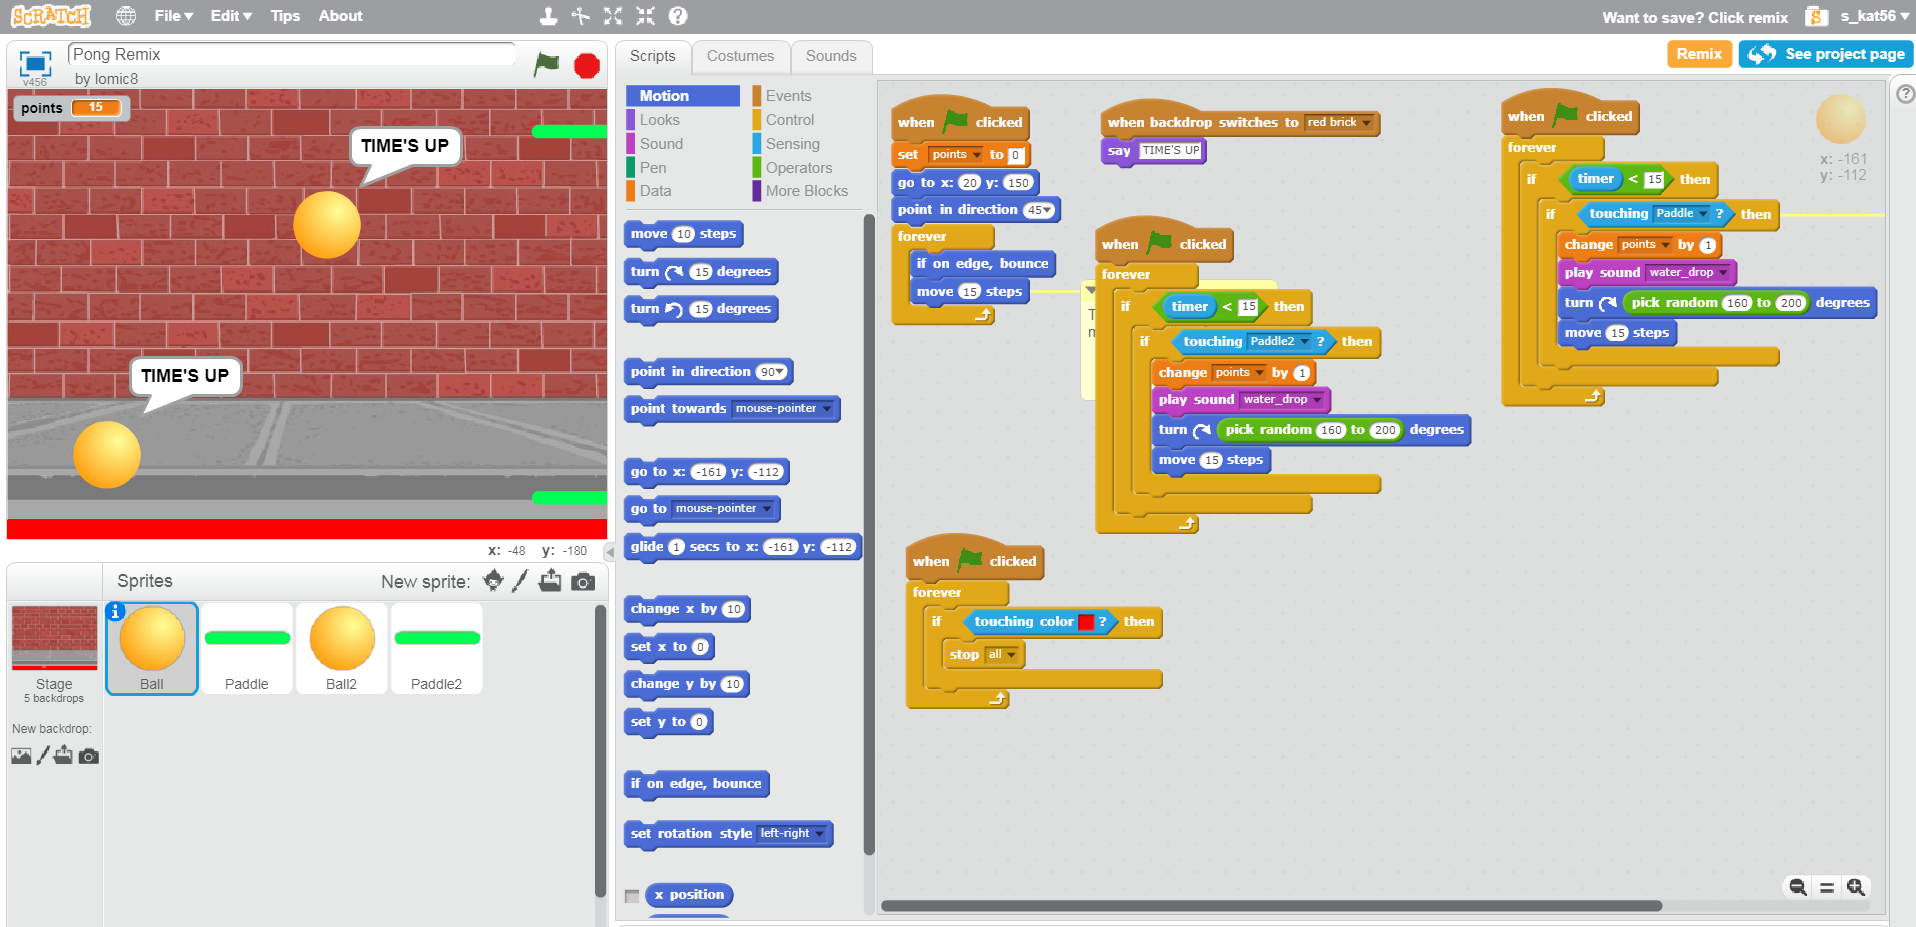 SCRATCH File Edit Tips About Want to save? Click remix s_kat56
Pong Remix
v456 by lomic8
Scripts Costumes Sounds
Remix See project page
points 15
TIME'S UP
TIME'S UP
x: -48 y: -180
Sprites New sprite:
Stage
5 backdrops
New backdrop:
Ball Paddle Ball2 Paddle2
Motion Events
Looks Control
Sound Sensing
Pen Operators
Data More Blocks
move 10 steps
turn 15 degrees
turn 15 degrees
point in direction 90
point towards mouse-pointer
go to x: -161 y: -112
go to mouse-pointer
glide 1 secs to x: -161 y: -112
change x by 10
set x to 0
change y by 10
set y to 0
if on edge, bounce
set rotation style left-right
x position
when clicked
set points to 0
go to x: 20 y: 150
point in direction 45
forever
if on edge, bounce
move 15 steps
when backdrop switches to red brick
say TIME'S UP
when clicked
forever
if timer < 15 then
if touching Paddle2 ? then
change points by 1
play sound water_drop
turn pick random 160 to 200 degrees
move 15 steps
when clicked
forever
if touching color ? then
stop all
when clicked
forever
if timer < 15 then
if touching Paddle ? then
change points by 1
play sound water_drop
turn pick random 160 to 200 degrees
move 15 steps
x: -161
y: -112